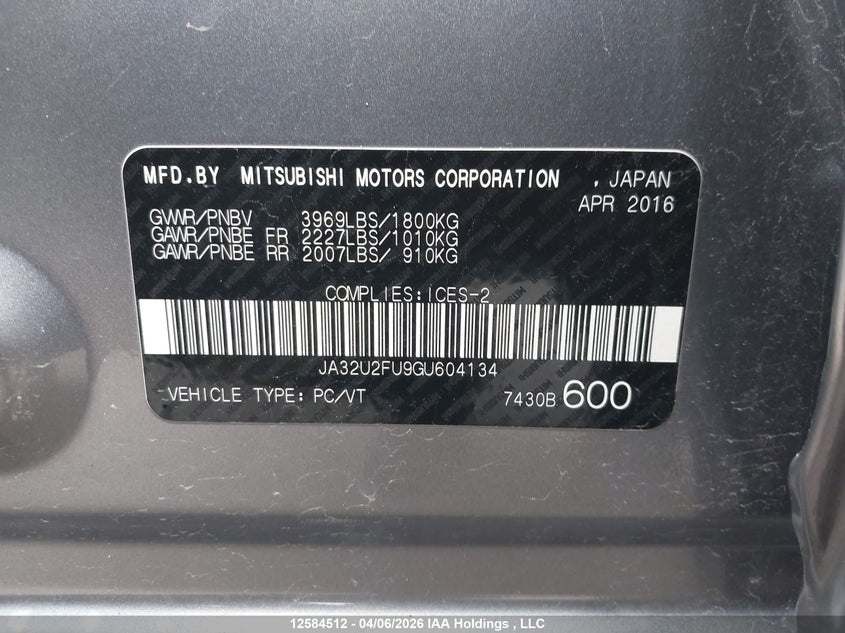 MFD.BY MITSUBISHI MOTORS CORPORATION , JAPAN
APR 2016
GVWR/PNBV 3969LBS/1800KG
GAWR/PNBE FR 2227LBS/1010KG
GAWR/PNBE RR 2007LBS/ 910KG
COMPLIES:ICES-2
JA32U2FU9GU604134
VEHICLE TYPE: PC/VT 7430B 600
12584512 - 04/06/2026 IAA Holdings , LLC